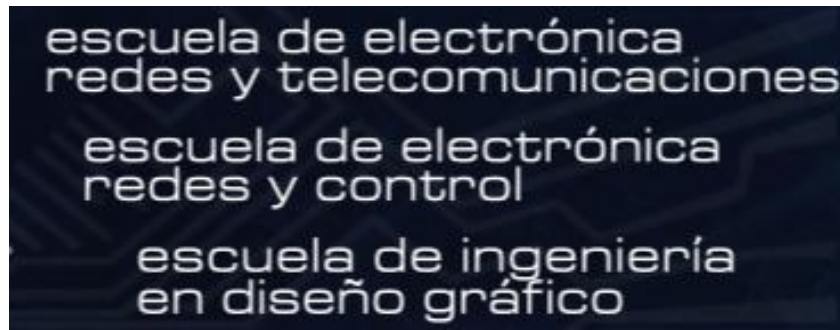 escuela de electrónica
redes y telecomunicaciones
escuela de electrónica
redes y control
escuela de ingeniería
en diseño gráfico